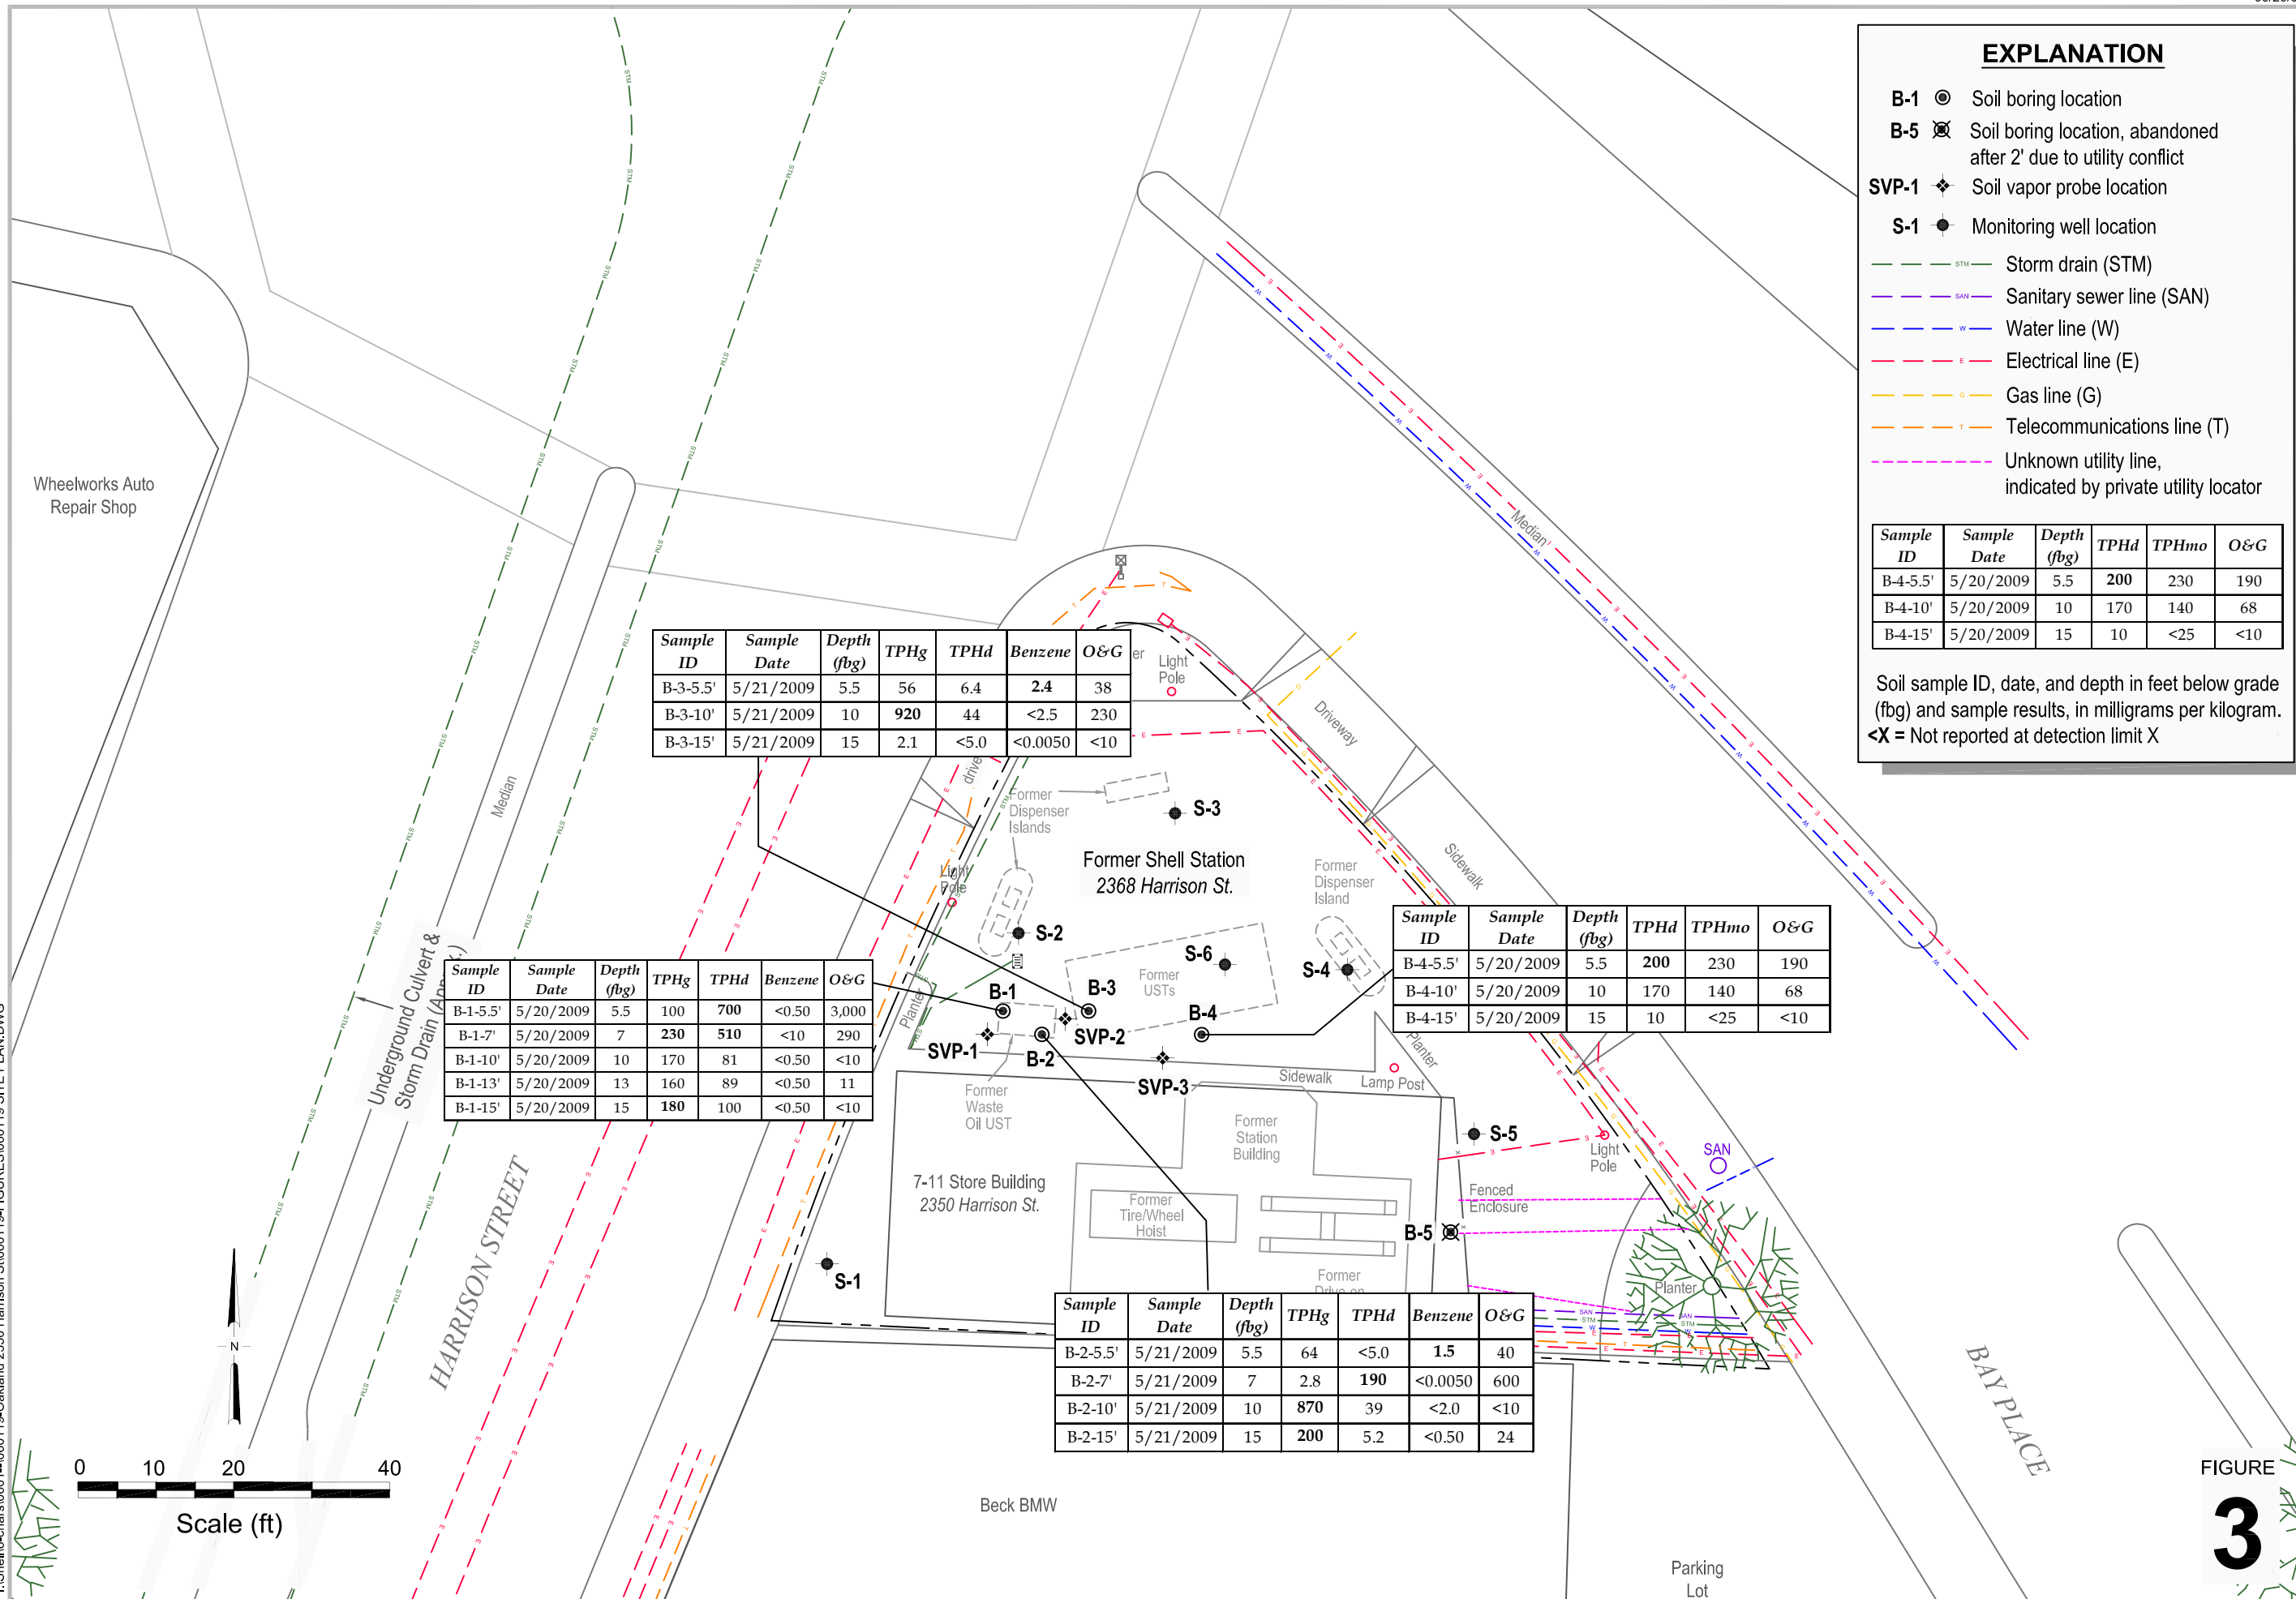 EXPLANATION
B-1 Soil boring location
B-5 Soil boring location, abandoned
after 2' due to utility conflict
SVP-1 Soil vapor probe location
S-1 Monitoring well location
STM Storm drain (STM)
SAN Sanitary sewer line (SAN)
W Water line (W)
E Electrical line (E)
G Gas line (G)
T Telecommunications line (T)
Unknown utility line,
indicated by private utility locator
Sample ID Sample Date Depth (fbg) TPHd TPHmo O&G
B-4-5.5' 5/20/2009 5.5 200 230 190
B-4-10' 5/20/2009 10 170 140 68
B-4-15' 5/20/2009 15 10 <25 <10
Soil sample ID, date, and depth in feet below grade
(fbg) and sample results, in milligrams per kilogram.
<X = Not reported at detection limit X
Wheelworks Auto
Repair Shop
Median
Median
Sample ID Sample Date Depth (fbg) TPHg TPHd Benzene O&G
B-3-5.5' 5/21/2009 5.5 56 6.4 2.4 38
B-3-10' 5/21/2009 10 920 44 <2.5 230
B-3-15' 5/21/2009 15 2.1 <5.0 <0.0050 <10
Light
Pole
Driveway
Sidewalk
Former
Dispenser
Islands
S-3
Former Shell Station
2368 Harrison St.
Former
Dispenser
Island
Light
Pole
S-2
S-6
S-4
Former
USTs
B-1
B-3
B-4
Planter
SVP-1
B-2
SVP-2
SVP-3
Former
Waste
Oil UST
Sidewalk
Lamp Post
Planter
Sample ID Sample Date Depth (fbg) TPHd TPHmo O&G
B-4-5.5' 5/20/2009 5.5 200 230 190
B-4-10' 5/20/2009 10 170 140 68
B-4-15' 5/20/2009 15 10 <25 <10
Underground Culvert &
Storm Drain
Sample ID Sample Date Depth (fbg) TPHg TPHd Benzene O&G
B-1-5.5' 5/20/2009 5.5 100 700 <0.50 3,000
B-1-7' 5/20/2009 7 230 510 <10 290
B-1-10' 5/20/2009 10 170 81 <0.50 <10
B-1-13' 5/20/2009 13 160 89 <0.50 11
B-1-15' 5/20/2009 15 180 100 <0.50 <10
Former
Station
Building
S-5
Light
Pole
SAN
7-11 Store Building
2350 Harrison St.
Former
Tire/Wheel
Hoist
Fenced
Enclosure
B-5
S-1
Former
Planter
HARRISON STREET
Sample ID Sample Date Depth (fbg) TPHg TPHd Benzene O&G
B-2-5.5' 5/21/2009 5.5 64 <5.0 1.5 40
B-2-7' 5/21/2009 7 2.8 190 <0.0050 600
B-2-10' 5/21/2009 10 870 39 <2.0 <10
B-2-15' 5/21/2009 15 200 5.2 <0.50 24
N
BAY PLACE
0 10 20 40
Scale (ft)
Beck BMW
Parking
Lot
FIGURE
3